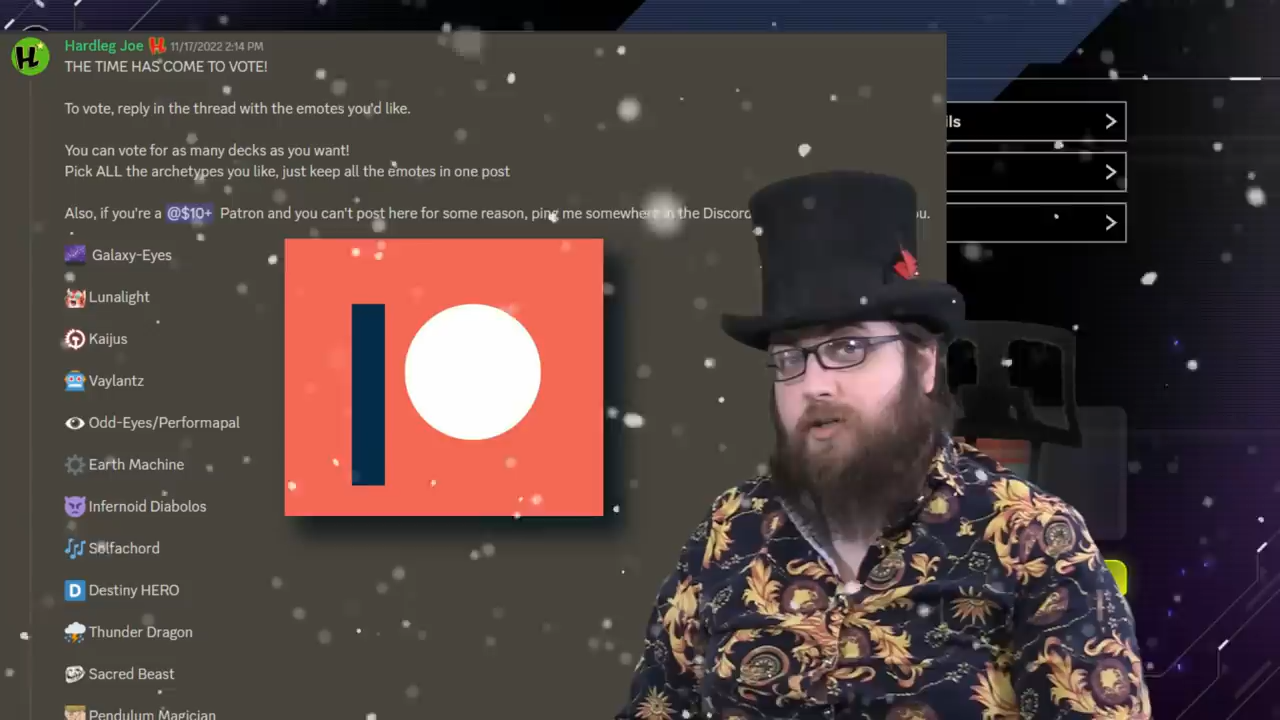 Hardleg Joe 11/17/2022 2:14 PM
THE TIME HAS COME TO VOTE!
To vote, reply in the thread with the emotes you'd like.
You can vote for as many decks as you want!
Pick ALL the archetypes you like, just keep all the emotes in one post
Also, if you're a @$10+ Patron and you can't post here for some reason, ping me somewhere in the Discord
Galaxy-Eyes
Lunalight
Kaijus
Vaylantz
Odd-Eyes/Performapal
Earth Machine
Infernoid Diabolos
Solfachord
D Destiny HERO
Thunder Dragon
Sacred Beast
Pendulum Magician